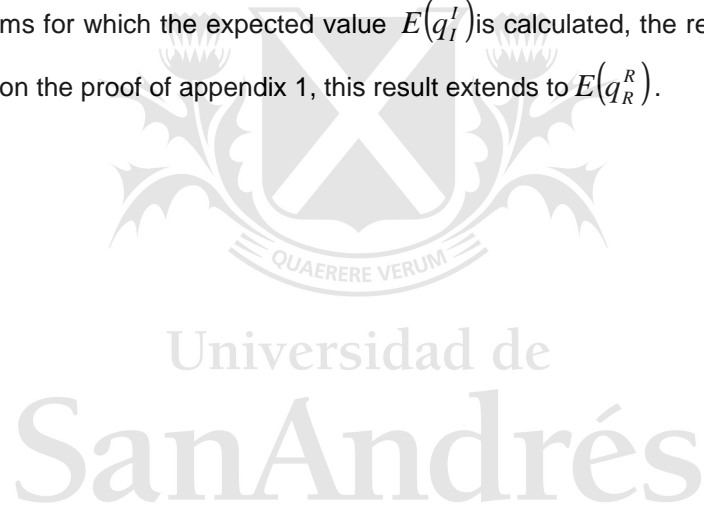 ms for which the expected value E(q_I^I)is calculated, the re
on the proof of appendix 1, this result extends to E(q_R^R).
QUAERERE VERUM
Universidad de
SanAndrés